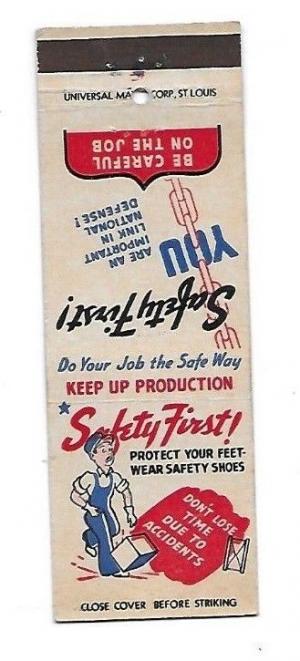 UNIVERSAL MATCH CORP., ST. LOUIS
BE CAREFUL
ON THE JOB
YOU
ARE AN
IMPORTANT
LINK IN
NATIONAL
DEFENSE!
Safety First!
Do Your Job the Safe Way
KEEP UP PRODUCTION
Safety First!
PROTECT YOUR FEET-
WEAR SAFETY SHOES
DON'T LOSE
TIME
DUE TO
ACCIDENTS
CLOSE COVER BEFORE STRIKING